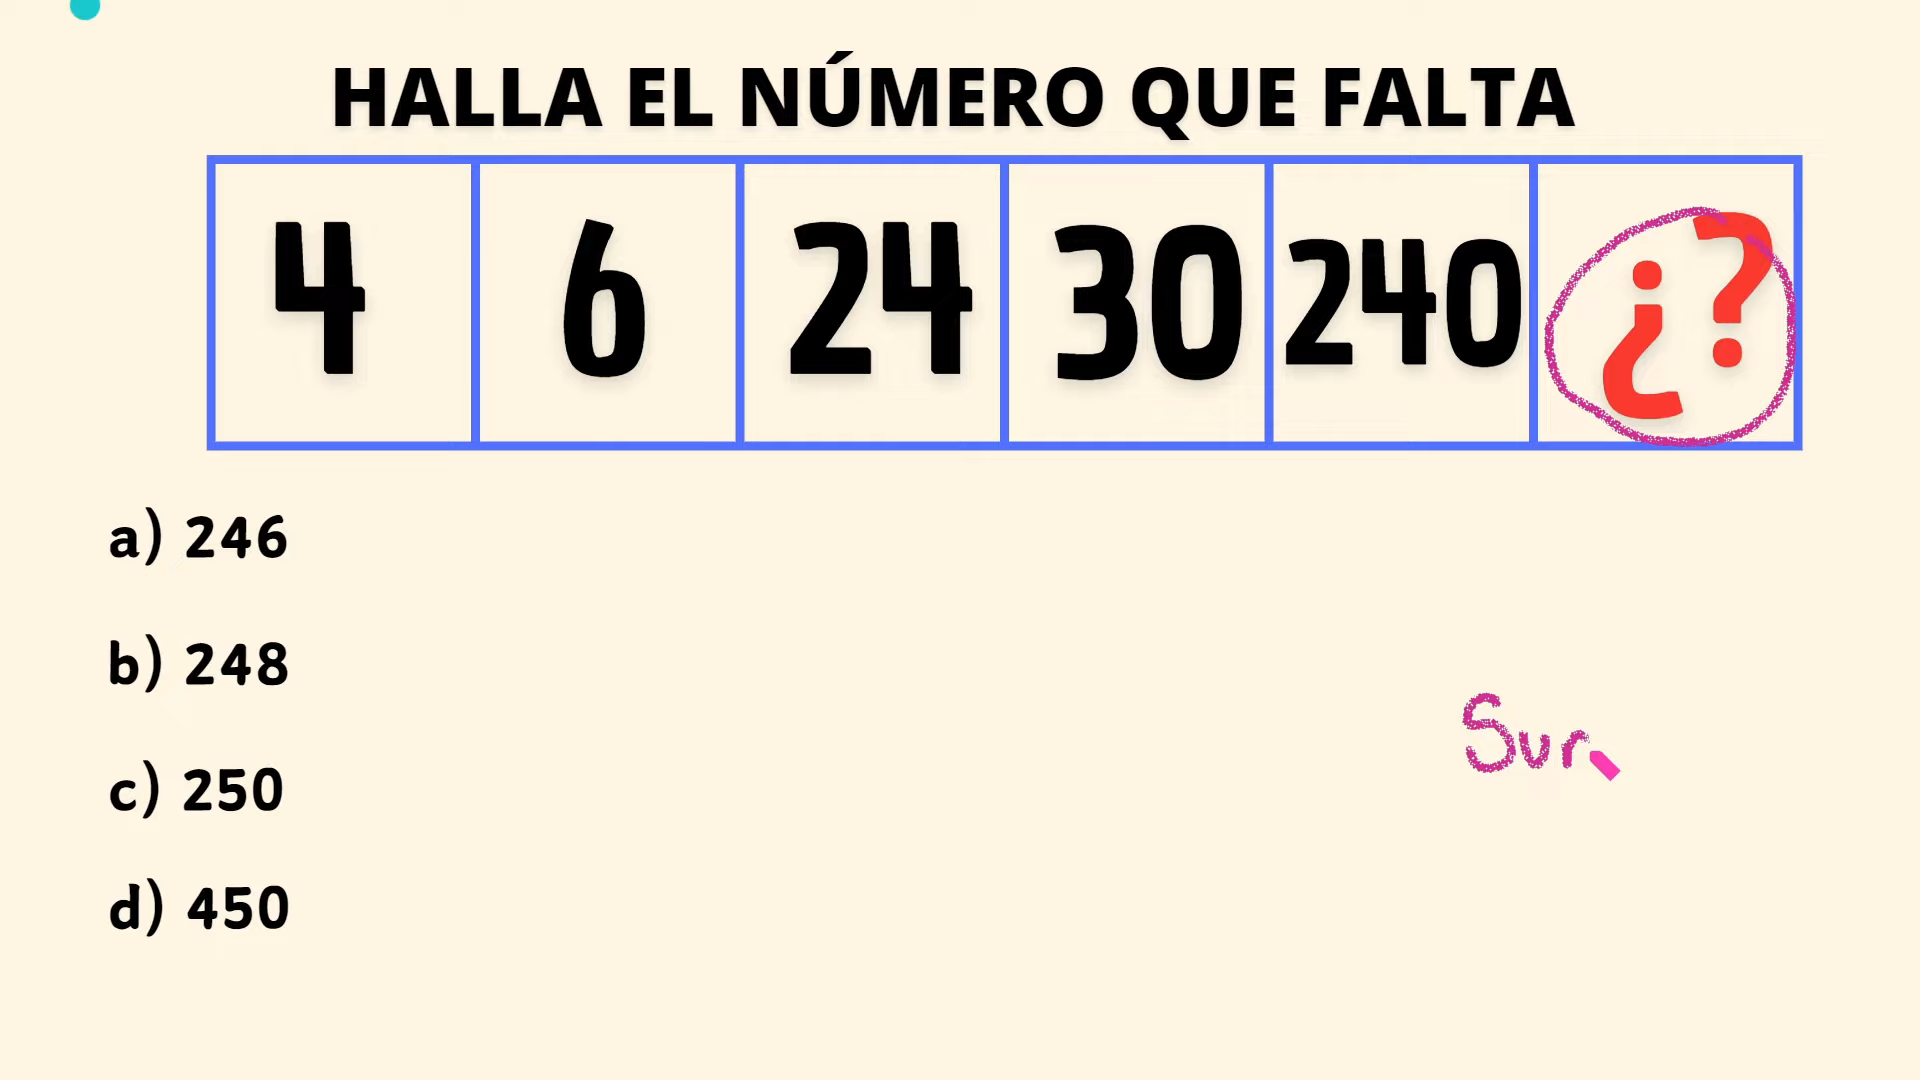 HALLA EL NÚMERO QUE FALTA
4 6 24 30 240 ¿?
a) 246
b) 248
c) 250
d) 450
Sur